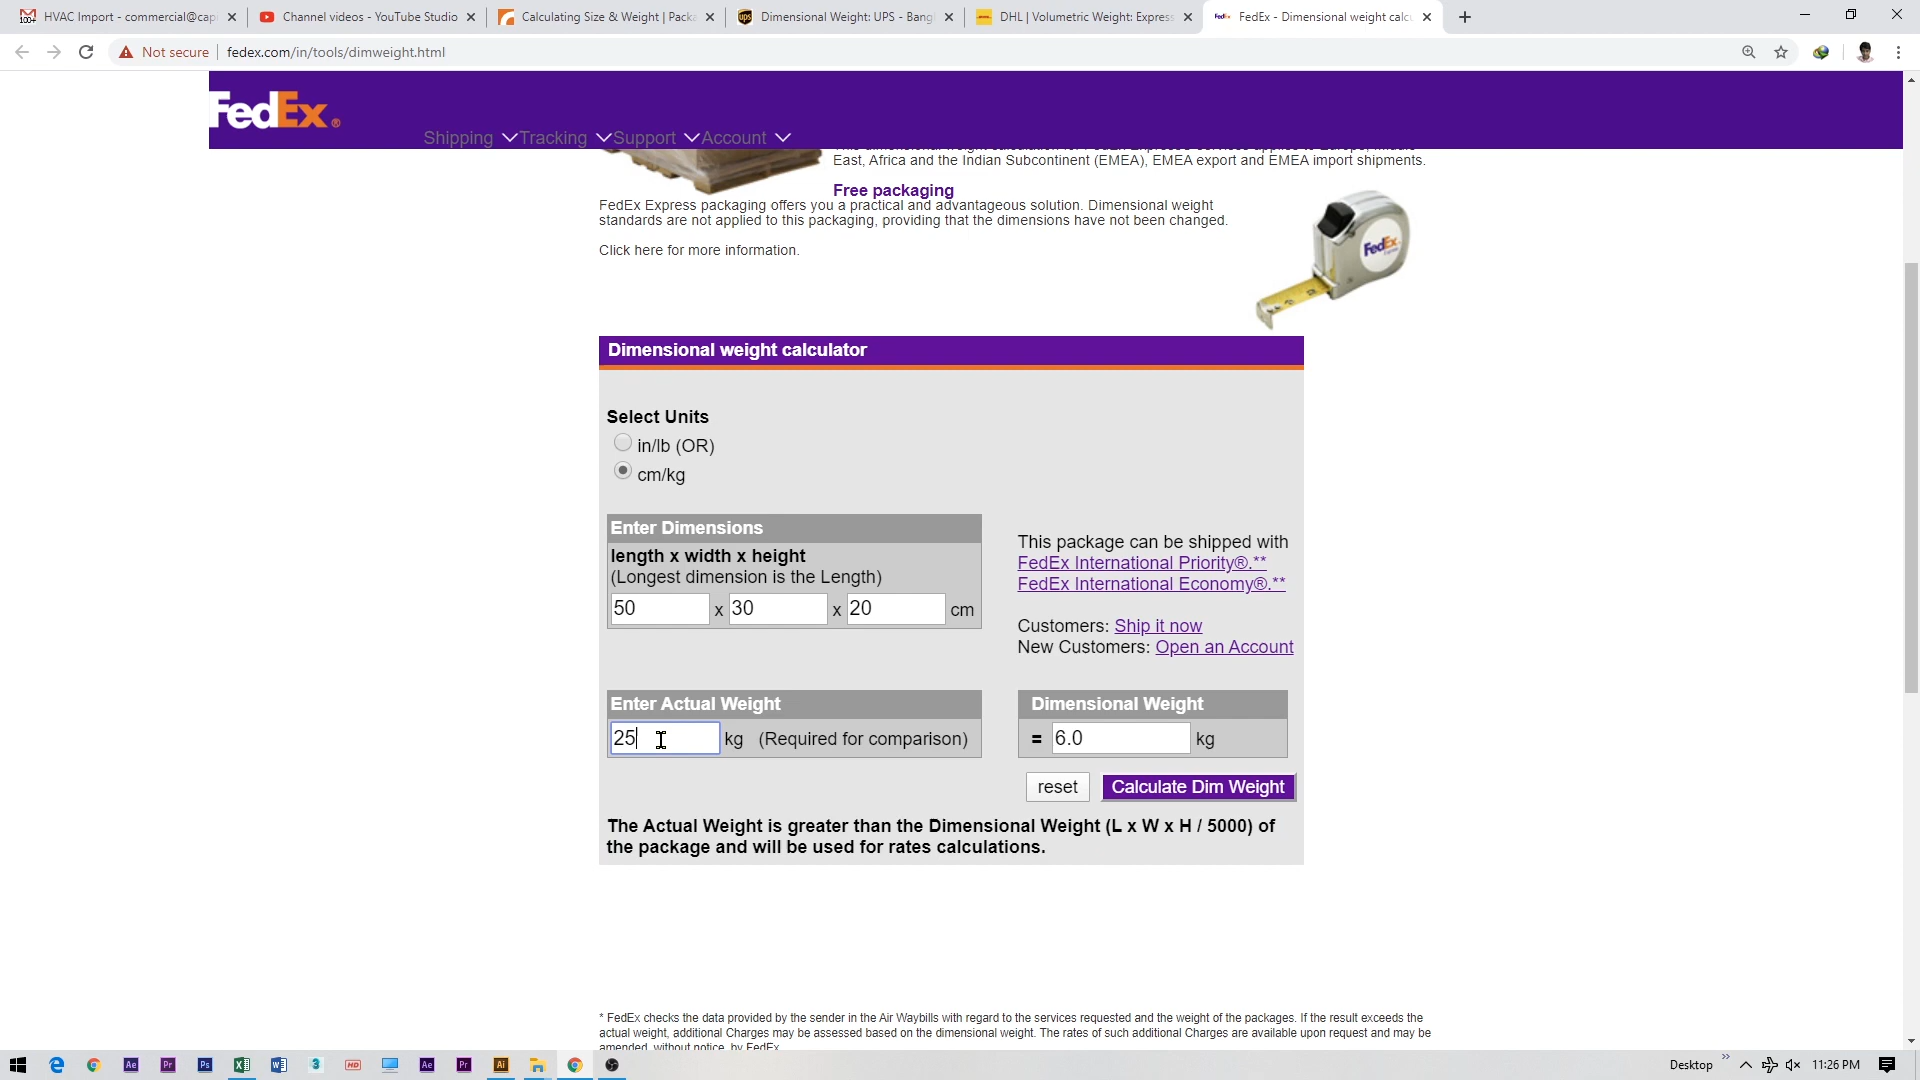 HVAC Import - commercial@cap
Channel videos - YouTube Studio
Calculating Size & Weight | Packa
Dimensional Weight: UPS - Bangl
DHL | Volumetric Weight: Express
FedEx - Dimensional weight calcu
Not secure
fedex.com/in/tools/dimweight.html
FedEx®
Shipping
Tracking
Support
Account
East, Africa and the Indian Subcontinent (EMEA), EMEA export and EMEA import shipments.
Free packaging
FedEx Express packaging offers you a practical and advantageous solution. Dimensional weight
standards are not applied to this packaging, providing that the dimensions have not been changed.
Click here for more information.
FedEx
Dimensional weight calculator
Select Units
in/lb (OR)
cm/kg
Enter Dimensions
length x width x height
(Longest dimension is the Length)
50 x 30 x 20 cm
This package can be shipped with
FedEx International Priority®.**
FedEx International Economy®.**
Customers: Ship it now
New Customers: Open an Account
Enter Actual Weight
25 kg (Required for comparison)
Dimensional Weight
= 6.0 kg
reset
Calculate Dim Weight
The Actual Weight is greater than the Dimensional Weight (L x W x H / 5000) of
the package and will be used for rates calculations.
* FedEx checks the data provided by the sender in the Air Waybills with regard to the services requested and the weight of the packages. If the result exceeds the
actual weight, additional Charges may be assessed based on the dimensional weight. The rates of such additional Charges are available upon request and may be
amended, without notice, by FedEx
Desktop
11:26 PM